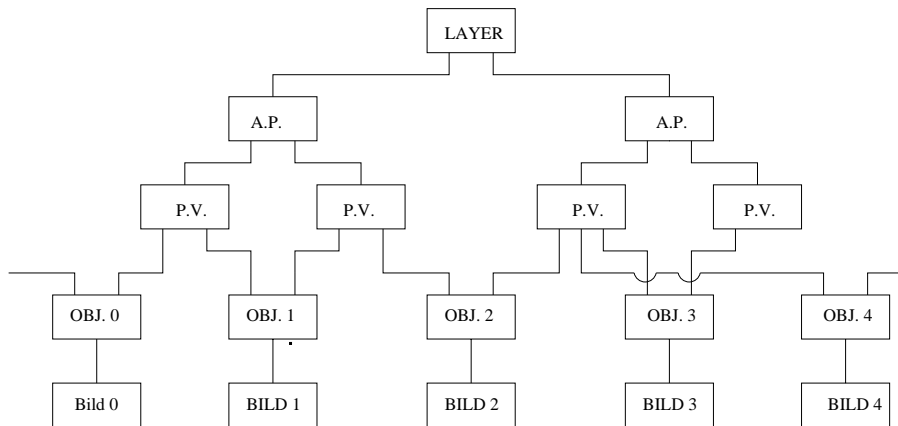 LAYER
A.P. A.P.
P.V. P.V. P.V. P.V.
OBJ. 0 OBJ. 1 OBJ. 2 OBJ. 3 OBJ. 4
Bild 0 BILD 1 BILD 2 BILD 3 BILD 4